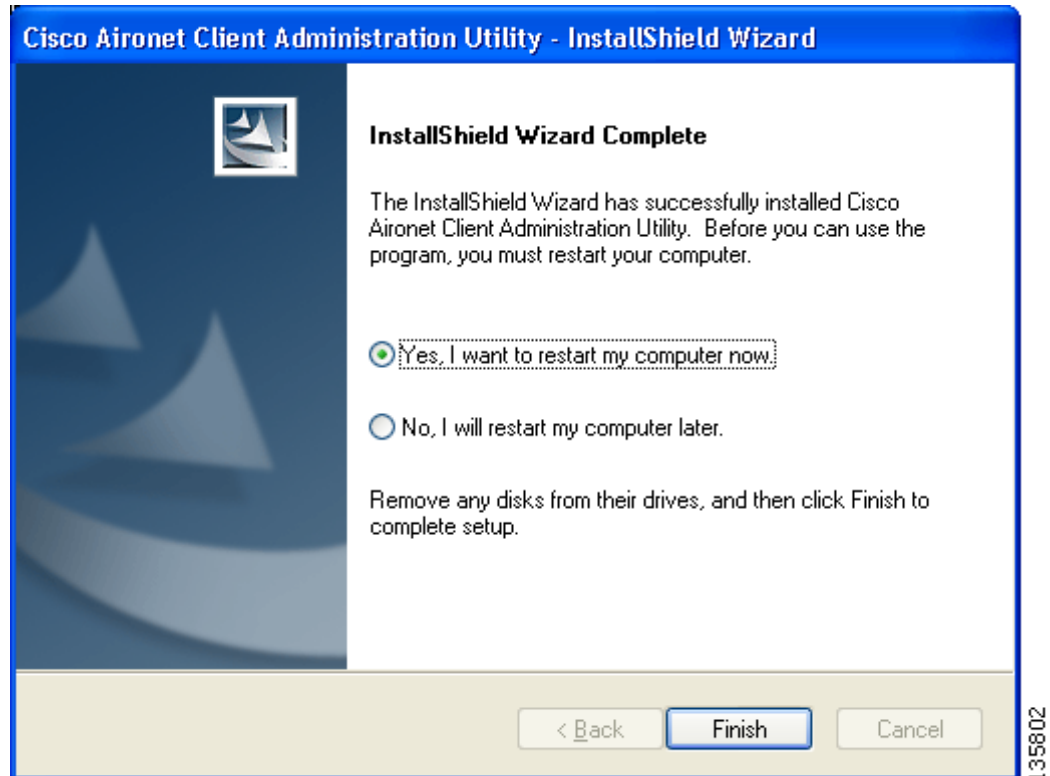 Cisco Aironet Client Administration Utility - InstallShield Wizard
InstallShield Wizard Complete
The InstallShield Wizard has successfully installed Cisco
Aironet Client Administration Utility.  Before you can use the
program, you must restart your computer.
Yes, I want to restart my computer now.
No, I will restart my computer later.
Remove any disks from their drives, and then click Finish to
complete setup.
< Back
Finish
Cancel
135802